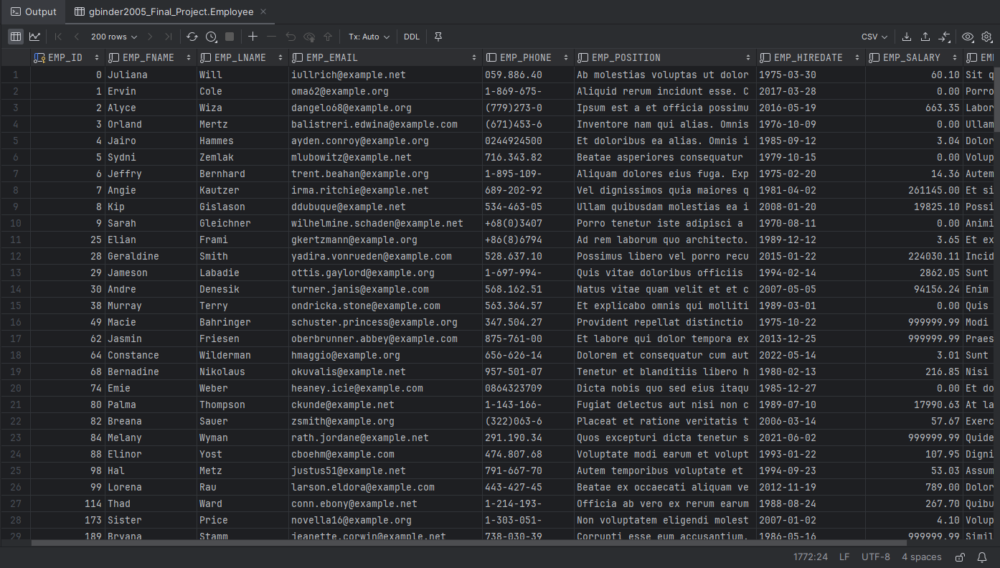 Output gbinder2005_Final_Project.Employee
200 rows Tx: Auto DDL CSV
EMP_ID EMP_FNAME EMP_LNAME EMP_EMAIL EMP_PHONE EMP_POSITION EMP_HIREDATE EMP_SALARY EM
1 0 Juliana Will iullrich@example.net 059.886.40 Ab molestias voluptas ut dolor 1975-03-30 60.10 Sit q
2 1 Ervin Cole oma62@example.org 1-869-675- Aliquid rerum incidunt esse. C 2017-03-28 0.00 Porro
3 2 Alyce Wiza dangelo68@example.org (779)273-0 Ipsum est a et officia possimu 2016-05-19 663.35 Labor
4 3 Orland Mertz balistreri.edwina@example.com (671)453-6 Inventore nam qui alias. Omnis 1976-10-09 0.00 Ullam
5 4 Jairo Hammes ayden.conroy@example.org 0244924500 Et doloribus ea alias. Omnis i 1985-09-12 3.04 Dolor
6 5 Sydni Zemlak mlubowitz@example.net 716.343.82 Beatae asperiores consequatur 1979-10-15 0.00 Volup
7 6 Jeffry Bernhard trent.beahan@example.org 1-895-109- Aliquam dolores eius fuga. Exp 1975-02-20 14.36 Autem
8 7 Angie Kautzer irma.ritchie@example.net 689-202-92 Vel dignissimos quia maiores q 1981-04-02 261145.00 Et si
9 8 Kip Gislason ddubuque@example.net 534-463-05 Ullam quibusdam molestias ea i 2008-01-20 19825.10 Possi
10 9 Sarah Gleichner wilhelmine.schaden@example.net +68(0)3407 Porro tenetur iste adipisci a 1970-08-11 0.00 Animi
11 25 Elian Frami gkertzmann@example.org +86(8)6794 Ad rem laborum quo architecto. 1989-12-12 3.65 Et ex
12 28 Geraldine Smith yadira.vonrueden@example.com 528.637.10 Possimus libero vel porro recu 2015-01-22 224030.11 Incid
13 29 Jameson Labadie ottis.gaylord@example.org 1-697-994- Quis vitae doloribus officiis 1994-02-14 2862.05 Sunt
14 30 Andre Denesik turner.janis@example.com 568.162.51 Natus vitae quam velit et et c 2007-05-05 94156.24 Enim
15 38 Murray Terry ondricka.stone@example.com 563.364.57 Et explicabo omnis qui molliti 1989-03-01 0.00 Quis
16 49 Macie Bahringer schuster.princess@example.org 347.504.27 Provident repellat distinctio 1975-10-22 999999.99 Modi
17 62 Jasmin Friesen oberbrunner.abbey@example.com 875-761-00 Et labore qui dolor tempora ex 2013-12-25 999999.99 Praes
18 64 Constance Wilderman hmaggio@example.org 656-626-14 Dolorem et consequatur cum aut 2022-05-14 3.01 Sunt
19 68 Bernadine Nikolaus okuvalis@example.net 957-501-07 Tenetur et blanditiis libero h 1980-02-13 216.85 Nisi
20 74 Emie Weber heaney.icie@example.com 0864323709 Dicta nobis quo sed eius itaqu 1985-12-27 0.00 Et do
21 80 Palma Thompson ckunde@example.net 1-143-166- Fugiat delectus aut nisi non c 1989-07-10 17990.63 At la
22 82 Breana Sauer zsmith@example.org (322)063-6 Placeat et ratione veritatis t 2006-03-14 57.67 Exerc
23 84 Melany Wyman rath.jordane@example.net 291.190.34 Quos excepturi dicta tenetur s 2021-06-02 999999.99 Quide
24 88 Elinor Yost cboehm@example.com 474.807.68 Voluptate modi earum et volupt 1993-01-22 107.95 Digni
25 98 Hal Metz justus51@example.net 791-667-70 Autem temporibus voluptate et 1994-09-23 53.03 Assum
26 99 Lorena Rau larson.eldora@example.com 443-427-45 Beatae ex occaecati aliquam ve 2012-11-19 789.00 Dolor
27 114 Thad Ward conn.ebony@example.net 1-214-193- Officia ab vero ex rerum earum 1988-08-24 267.70 Quibu
28 173 Sister Price novella16@example.org 1-303-051- Non voluptatem eligendi molest 2007-01-02 4.10 Volup
29 189 Bryana Stamm jeanette.corwin@example.net 738-030-39 Corrupti esse eum accusantium. 1986-05-16 999999.99 Simil
1772:24 LF UTF-8 4 spaces